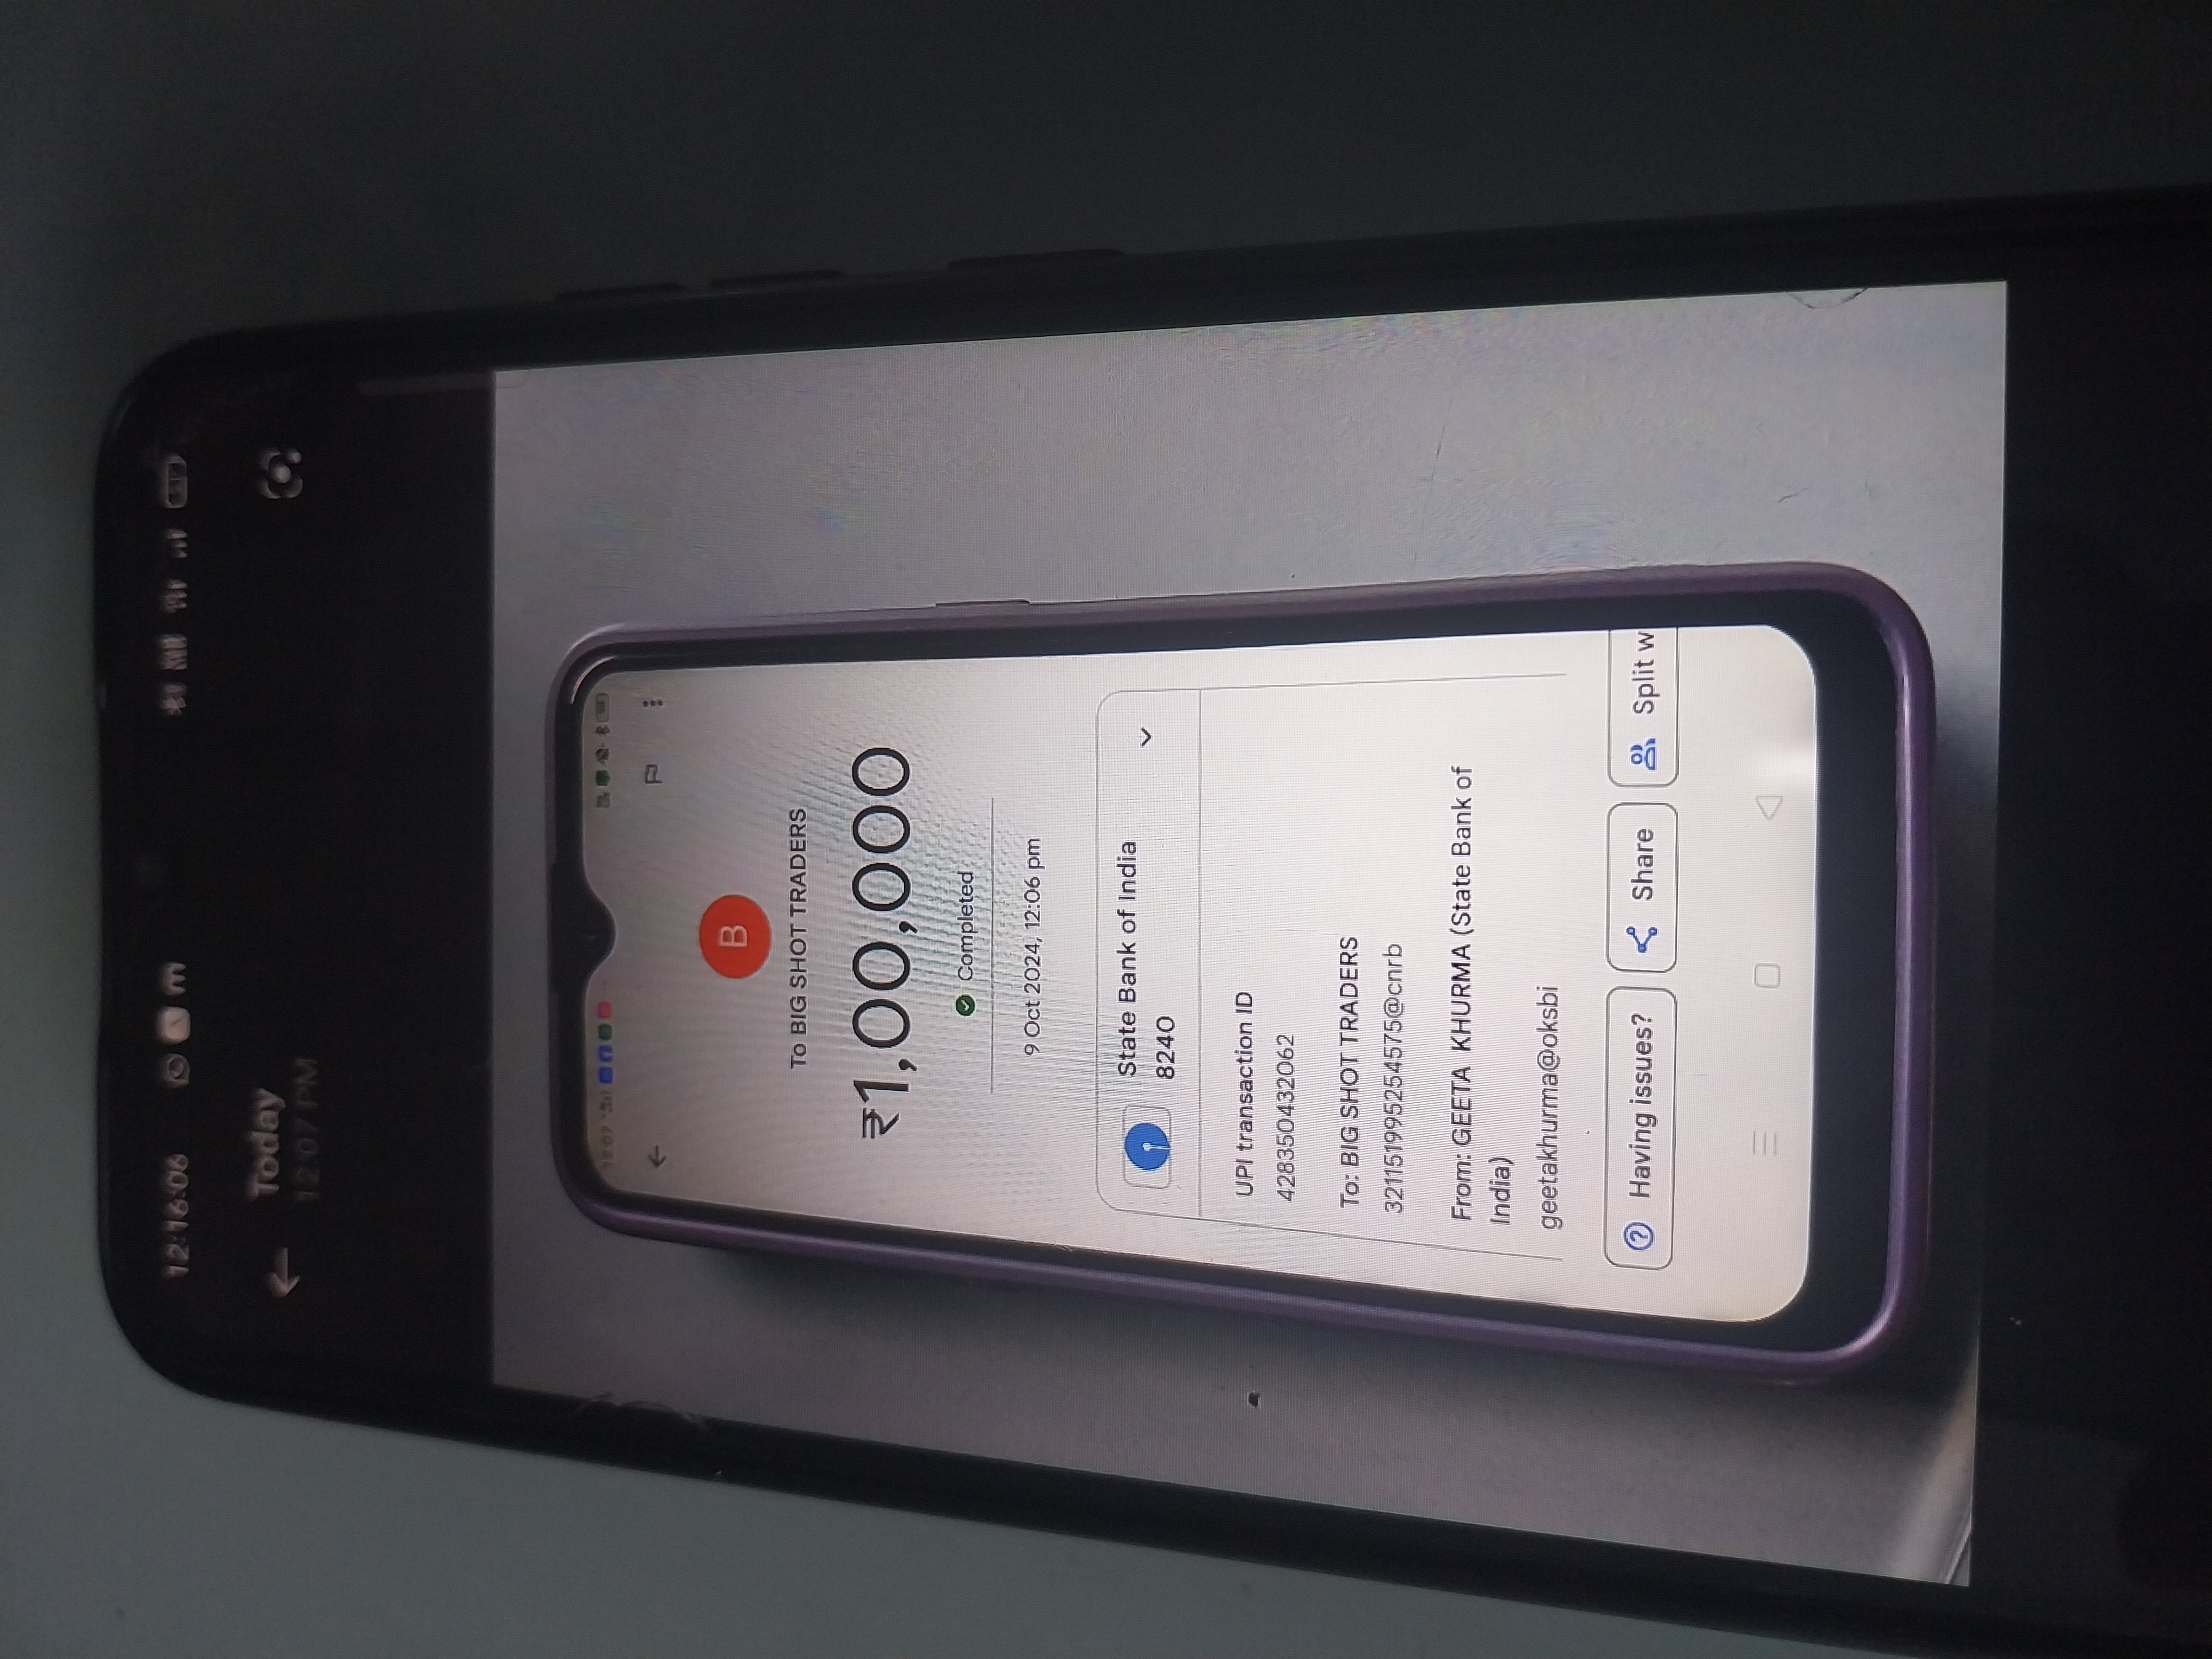 12:16:06
Today
12:07 PM
B
To BIG SHOT TRADERS
₹1,00,000
Completed
9 Oct 2024, 12:06 pm
State Bank of India
8240
UPI transaction ID
428350432062
To: BIG SHOT TRADERS
32115199525 4575@cnrb
From: GEETA KHURMA (State Bank of
India)
geetakhurma@oksbi
Having issues?
Share
Split w